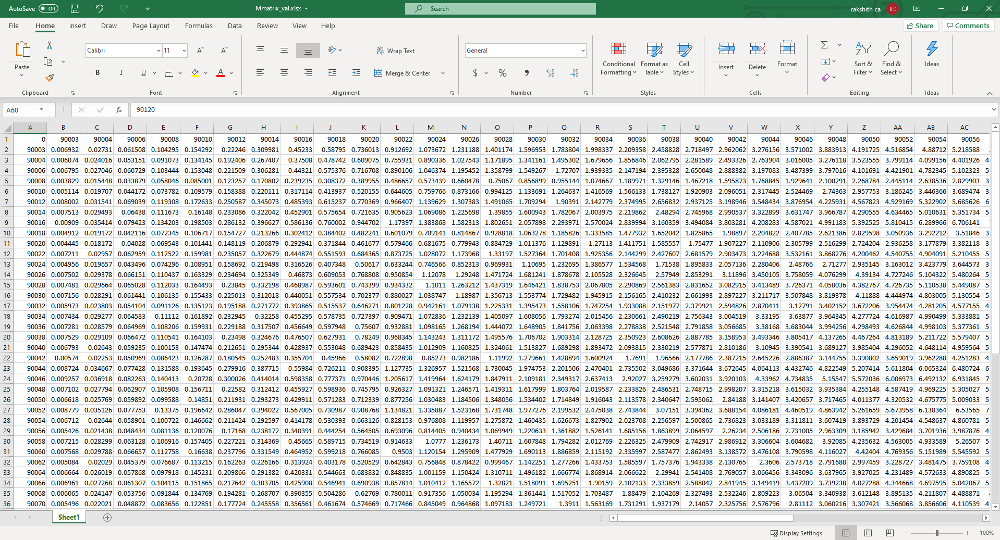 AutoSave Off Mmatrix_val.xlsx Search rakshith ca RC
File Home Insert Draw Page Layout Formulas Data Review View Help Share Comments
Paste Calibri 11 Wrap Text General Conditional Formatting Format as Table Cell Styles Insert Delete Format Sort & Filter Find & Select Ideas
B I U A Merge & Center $ %
Clipboard Font Alignment Number Styles Cells Editing Ideas
A60 fx 90120
A B C D E F G H I J K L M N O P Q R S T U V W X Y Z AA AB AC
1 0 90003 90004 90006 90008 90010 90012 90014 90016 90018 90020 90022 90024 90026 90028 90030 90032 90034 90036 90038 90040 90042 90044 90046 90048 90050 90052 90054 90056
2 90003 0.006932 0.02731 0.061508 0.104295 0.154292 0.22246 0.309981 0.45233 0.58795 0.736013 0.912692 1.073672 1.231188 1.401174 1.596953 1.783804 1.998337 2.209358 2.458828 2.718497 2.962062 3.276156 3.571002 3.883913 4.191725 4.516854 4.88712 5.218588
3 90004 0.006074 0.024016 0.053151 0.091073 0.134145 0.192406 0.267407 0.37508 0.478742 0.609075 0.755931 0.890336 1.027543 1.171895 1.341161 1.495302 1.679656 1.856846 2.062795 2.281589 2.493326 2.763904 3.016005 3.276118 3.523555 3.799114 4.099156 4.401926 4
4 90006 0.006795 0.027046 0.060729 0.103444 0.153048 0.221509 0.306281 0.44321 0.575376 0.716708 0.890106 1.046374 1.195452 1.358799 1.549267 1.72707 1.939335 2.147194 2.395328 2.650048 2.888382 3.197083 3.487399 3.797016 4.101691 4.421901 4.782345 5.102323 5
5 90008 0.003829 0.015448 0.033879 0.058046 0.085001 0.123257 0.170802 0.239235 0.308372 0.389955 0.486657 0.573439 0.660478 0.75067 0.856899 0.955144 1.074667 1.189971 1.329146 1.467218 1.595873 1.768845 1.929641 2.100291 2.268784 2.445114 2.638536 2.829903 3
6 90010 0.005114 0.019707 0.044172 0.073782 0.109579 0.158388 0.220111 0.317114 0.413937 0.520155 0.644605 0.759766 0.873166 0.994125 1.133691 1.264637 1.416569 1.566133 1.738127 1.920903 2.096051 2.317445 2.524469 2.74363 2.957753 3.186245 3.446366 3.689474 3
7 90012 0.008002 0.031541 0.069039 0.119308 0.172633 0.250587 0.345073 0.485393 0.615237 0.770369 0.966407 1.139629 1.307383 1.491065 1.709294 1.90391 2.142779 2.374995 2.656832 2.937125 3.198946 3.548434 3.876954 4.225931 4.567823 4.929169 5.322902 5.685626 6
8 90014 0.007513 0.029493 0.06438 0.111673 0.16148 0.233086 0.322042 0.452901 0.575654 0.721635 0.905623 1.069086 1.225698 1.39855 1.600943 1.782067 2.003975 2.219862 2.48294 2.745968 2.990537 3.322899 3.631747 3.966787 4.290555 4.634465 5.010631 5.351734 5
9 90016 0.00909 0.035414 0.079423 0.134203 0.198503 0.286132 0.396627 0.586136 0.760002 0.944702 1.17397 1.383868 1.582313 1.802651 2.057898 2.293971 2.570024 2.839994 3.160359 3.494084 3.803281 4.208283 4.587021 4.991183 5.392525 5.810415 6.289966 6.706141
10 90018 0.004912 0.019172 0.042116 0.072345 0.106717 0.154727 0.213266 0.302412 0.384402 0.482241 0.601079 0.709141 0.814867 0.928818 1.063278 1.185826 1.333585 1.477932 1.652042 1.825865 1.98897 2.204822 2.407785 2.621386 2.829598 3.050936 3.292212 3.51846 3
11 90020 0.004445 0.018172 0.04028 0.069543 0.101441 0.148119 0.206879 0.292941 0.371844 0.461677 0.579466 0.681675 0.779943 0.884729 1.011376 1.129891 1.27113 1.411751 1.585557 1.75477 1.907227 2.110906 2.305799 2.516299 2.724204 2.936258 3.177879 3.382118 3
12 90022 0.007211 0.02957 0.062959 0.112522 0.159981 0.235057 0.322679 0.444874 0.551593 0.684365 0.873725 1.028072 1.173968 1.33197 1.527364 1.701408 1.925356 2.144299 2.427607 2.681579 2.903473 3.224688 3.532161 3.868276 4.200462 4.540755 4.904091 5.210455 5
13 90024 0.004956 0.019657 0.043496 0.074296 0.108951 0.158692 0.219498 0.316526 0.407348 0.50617 0.633244 0.746566 0.852313 0.969931 1.10695 1.232695 1.386577 1.534568 1.71538 1.895833 2.057136 2.280406 2.48766 2.71277 2.935145 3.163012 3.423779 3.644573 3
14 90026 0.007502 0.029378 0.066151 0.110437 0.163329 0.234694 0.325349 0.46873 0.609053 0.768808 0.950854 1.12078 1.29248 1.471724 1.681241 1.878678 2.105528 2.326645 2.57949 2.853291 3.11896 3.450105 3.758059 4.076299 4.39134 4.727246 5.104322 5.480264 5
15 90028 0.007481 0.029664 0.065028 0.112033 0.164493 0.23845 0.332198 0.468987 0.593601 0.743399 0.934332 1.1011 1.263212 1.437319 1.646421 1.838753 2.067805 2.290869 2.561383 2.831652 3.082915 3.413489 3.726371 4.058036 4.382767 4.726735 5.110538 5.449087 5
16 90030 0.007156 0.028291 0.061441 0.106135 0.155433 0.225013 0.312018 0.440051 0.557534 0.702377 0.880027 1.038747 1.18987 1.356713 1.553774 1.729482 1.945915 2.156165 2.410232 2.661993 2.897227 3.211717 3.507848 3.819378 4.11888 4.444974 4.803005 5.130554 5
17 90032 0.005973 0.023803 0.054104 0.091126 0.135123 0.195188 0.271772 0.393865 0.515537 0.646271 0.801228 0.942161 1.079138 1.225331 1.395473 1.558106 1.747254 1.933088 2.151977 2.379921 2.594826 2.870411 3.12791 3.402152 3.672206 3.954474 4.281205 4.577155 4
18 90034 0.007434 0.029277 0.064583 0.11112 0.161892 0.232945 0.32258 0.455295 0.578735 0.727397 0.909471 1.072836 1.232139 1.405097 1.608056 1.793274 2.015456 2.230661 2.490219 2.756343 3.004519 3.33195 3.63877 3.964345 4.277724 4.616987 4.990499 5.333881 5
19 90036 0.007281 0.028579 0.064969 0.108206 0.159931 0.229188 0.317507 0.456649 0.597948 0.75607 0.932881 1.098165 1.268194 1.444072 1.648905 1.841756 2.063398 2.278838 2.521548 2.791858 3.056685 3.38168 3.683044 3.994256 4.298493 4.626844 4.998103 5.377361 5
20 90038 0.007529 0.029109 0.066472 0.110541 0.164103 0.23498 0.324676 0.476507 0.627931 0.78249 0.968345 1.143243 1.311172 1.495576 1.706702 1.903314 2.128725 2.350923 2.608626 2.887785 3.158953 3.493346 3.805417 4.137265 4.467264 4.813189 5.211722 5.579407 5
21 90040 0.006793 0.02643 0.059235 0.100153 0.147474 0.212651 0.295344 0.428937 0.553048 0.689423 0.858435 1.012909 1.160825 1.324061 1.513827 1.689298 1.893472 2.093815 2.330219 2.577871 2.810186 3.10945 3.390541 3.689127 3.985404 4.296052 4.648114 4.959564 5
22 90042 0.00574 0.02253 0.050969 0.086423 0.126287 0.180545 0.252483 0.355704 0.45966 0.58082 0.722898 0.85273 0.982186 1.11992 1.279661 1.428894 1.600924 1.7691 1.96566 2.177786 2.387215 2.645226 2.886387 3.144755 3.390802 3.659019 3.962288 4.251283 4
23 90044 0.008724 0.034667 0.077428 0.131588 0.193645 0.279916 0.387715 0.55984 0.726211 0.908395 1.127735 1.326957 1.521568 1.730045 1.974753 2.201506 2.470401 2.735502 3.049686 3.371644 3.672645 4.064113 4.432746 4.822549 5.207414 5.611804 6.065324 6.480724 6
24 90046 0.009257 0.036918 0.082263 0.140413 0.20728 0.300026 0.414014 0.598358 0.777371 0.970446 1.205617 1.419964 1.624179 1.847911 2.109181 2.349317 2.637413 2.92027 3.259279 3.602031 3.920103 4.33962 4.734835 5.15547 5.572036 6.006973 6.492132 6.931845 7
25 90048 0.007102 0.027794 0.062907 0.105908 0.156711 0.22582 0.312412 0.455927 0.598936 0.745795 0.926327 1.091321 1.246571 1.419311 1.617999 1.803764 2.019587 2.233826 2.486531 2.748715 2.998207 3.315218 3.615032 3.935384 4.255148 4.587419 4.969225 5.305027 5
26 90050 0.006618 0.025769 0.059892 0.099588 0.14851 0.211931 0.293273 0.429911 0.571283 0.712339 0.877256 1.030483 1.184506 1.348056 1.534402 1.714849 1.916043 2.113578 2.340647 2.595062 2.84188 3.141407 3.420657 3.717465 4.011377 4.320532 4.675775 5.009033 5
27 90052 0.008779 0.035126 0.077753 0.13375 0.196642 0.286047 0.394022 0.567005 0.730987 0.908768 1.134821 1.335887 1.523168 1.731748 1.977276 2.199532 2.475038 2.743844 3.07151 3.394362 3.688154 4.086181 4.460519 4.863942 5.261659 5.673958 6.138364 6.53565 7
28 90054 0.006712 0.02644 0.058901 0.100722 0.146662 0.211424 0.292597 0.414178 0.530393 0.663126 0.828153 0.976808 1.119957 1.275872 1.460435 1.626673 1.827902 2.023708 2.256597 2.500865 2.736823 3.033189 3.311811 3.607419 3.893729 4.201454 4.548637 4.860781 5
29 90056 0.005426 0.021438 0.048434 0.081136 0.120076 0.17168 0.238172 0.340391 0.444254 0.564505 0.693096 0.814405 0.940434 1.069949 1.220633 1.361882 1.526141 1.685156 1.863899 2.064597 2.26234 2.506186 2.731005 2.963309 3.185942 3.429684 3.701936 3.987876 4
30 90058 0.007215 0.028299 0.063128 0.106916 0.157405 0.227221 0.314369 0.45665 0.589715 0.734519 0.914633 1.0777 1.236173 1.40711 1.607848 1.794282 2.012769 2.226325 2.479909 2.742917 2.986912 3.306604 3.604682 3.92085 4.235632 4.563005 4.933589 5.26507 5
31 90060 0.007568 0.029788 0.066657 0.112758 0.16638 0.237796 0.331549 0.464952 0.599218 0.766085 0.9503 1.120154 1.295909 1.477929 1.690113 1.886859 2.115192 2.335997 2.587477 2.862493 3.138572 3.476108 3.790598 4.116027 4.42404 4.769356 5.151989 5.545592 5
32 90062 0.005084 0.02029 0.045379 0.076687 0.113215 0.162263 0.226166 0.313924 0.403178 0.520529 0.642843 0.756848 0.878422 0.999467 1.142251 1.277266 1.433753 1.585597 1.757376 1.943338 2.130765 2.3606 2.573718 2.791688 2.997459 3.228727 3.481475 3.759108 4
33 90064 0.006664 0.026019 0.057868 0.097918 0.145231 0.209866 0.291382 0.420331 0.544663 0.683832 0.848835 1.001159 1.150424 1.310711 1.496182 1.666774 1.868914 2.066622 2.29941 2.541408 2.769057 3.066456 3.343096 3.637965 3.927025 4.231489 4.572633 4.890825 5
34 90066 0.006961 0.027268 0.061307 0.104115 0.151865 0.217642 0.303705 0.425908 0.546941 0.690938 0.857814 1.010412 1.165572 1.32821 1.518091 1.695251 1.90159 2.102133 2.333859 2.588042 2.841945 3.149419 3.437209 3.739238 4.027288 4.344668 4.697595 5.042067 5
35 90068 0.006065 0.024147 0.053756 0.091844 0.134769 0.194281 0.268707 0.390355 0.504286 0.62769 0.780011 0.917356 1.050034 1.195294 1.361441 1.517052 1.703487 1.88479 2.104269 2.327493 2.532246 2.809223 3.06504 3.340938 3.612148 3.895135 4.211807 4.488871
36 90070 0.005496 0.022021 0.048872 0.083656 0.122851 0.177724 0.245558 0.356561 0.461674 0.574669 0.717466 0.845049 0.964868 1.097183 1.249721 1.3911 1.563169 1.731291 1.937179 2.14057 2.325756 2.576796 2.81112 3.060216 3.307421 3.566068 3.856606 4.110539 4
Sheet1
Display Settings 100%